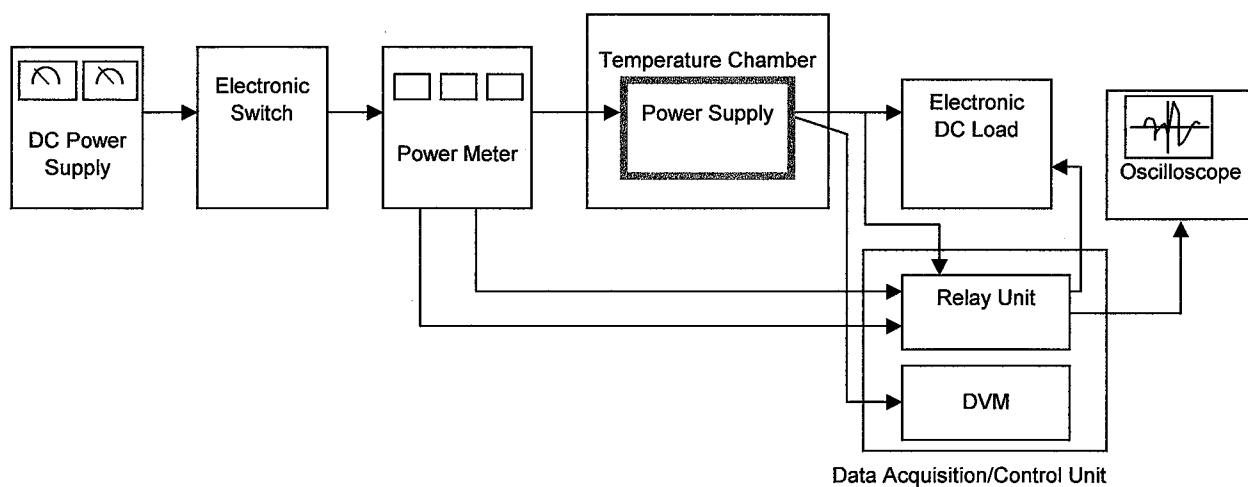 DC Power
Supply
Electronic
Switch
Power Meter
Temperature Chamber
Power Supply
Electronic
DC Load
Oscilloscope
Relay Unit
DVM
Data Acquisition/Control Unit